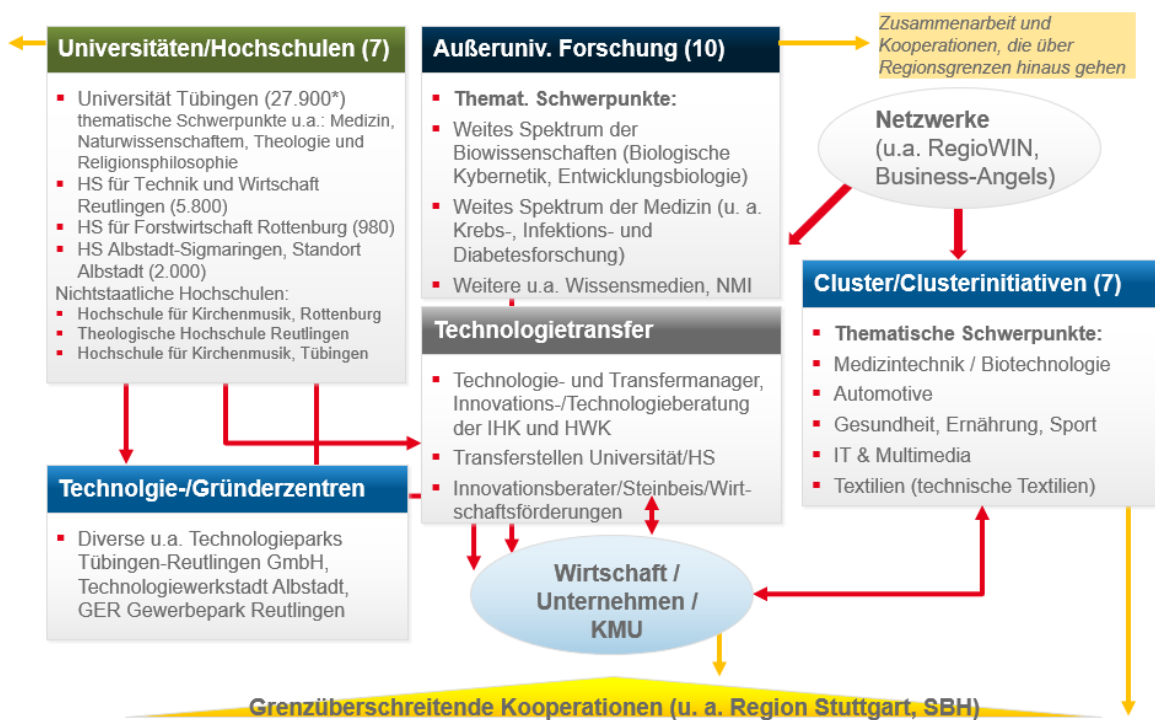 Universitäten/Hochschulen (7)
Universität Tübingen (27.900*)
thematische Schwerpunkte u.a.: Medizin,
Naturwissenschaftem, Theologie und
Religionsphilosophie
HS für Technik und Wirtschaft
Reutlingen (5.800)
HS für Forstwirtschaft Rottenburg (980)
HS Albstadt-Sigmaringen, Standort
Albstadt (2.000)
Nichtstaatliche Hochschulen:
Hochschule für Kirchenmusik, Rottenburg
Theologische Hochschule Reutlingen
Hochschule für Kirchenmusik, Tübingen
Außeruniv. Forschung (10)
Themat. Schwerpunkte:
Weites Spektrum der
Biowissenschaften (Biologische
Kybernetik, Entwicklungsbiologie)
Weites Spektrum der Medizin (u. a.
Krebs-, Infektions- und
Diabetesforschung)
Weitere u.a. Wissensmedien, NMI
Zusammenarbeit und
Kooperationen, die über
Regionsgrenzen hinaus gehen
Netzwerke
(u.a. RegioWIN,
Business-Angels)
Cluster/Clusterinitiativen (7)
Thematische Schwerpunkte:
Medizintechnik / Biotechnologie
Automotive
Gesundheit, Ernährung, Sport
IT & Multimedia
Textilien (technische Textilien)
Technologietransfer
Technologie- und Transfermanager,
Innovations-/Technologieberatung
der IHK und HWK
Transferstellen Universität/HS
Innovationsberater/Steinbeis/Wirt-
schaftsförderungen
Technolgie-/Gründerzentren
Diverse u.a. Technologieparks
Tübingen-Reutlingen GmbH,
Technologiewerkstadt Albstadt,
GER Gewerbepark Reutlingen
Wirtschaft /
Unternehmen /
KMU
Grenzüberschreitende Kooperationen (u. a. Region Stuttgart, SBH)